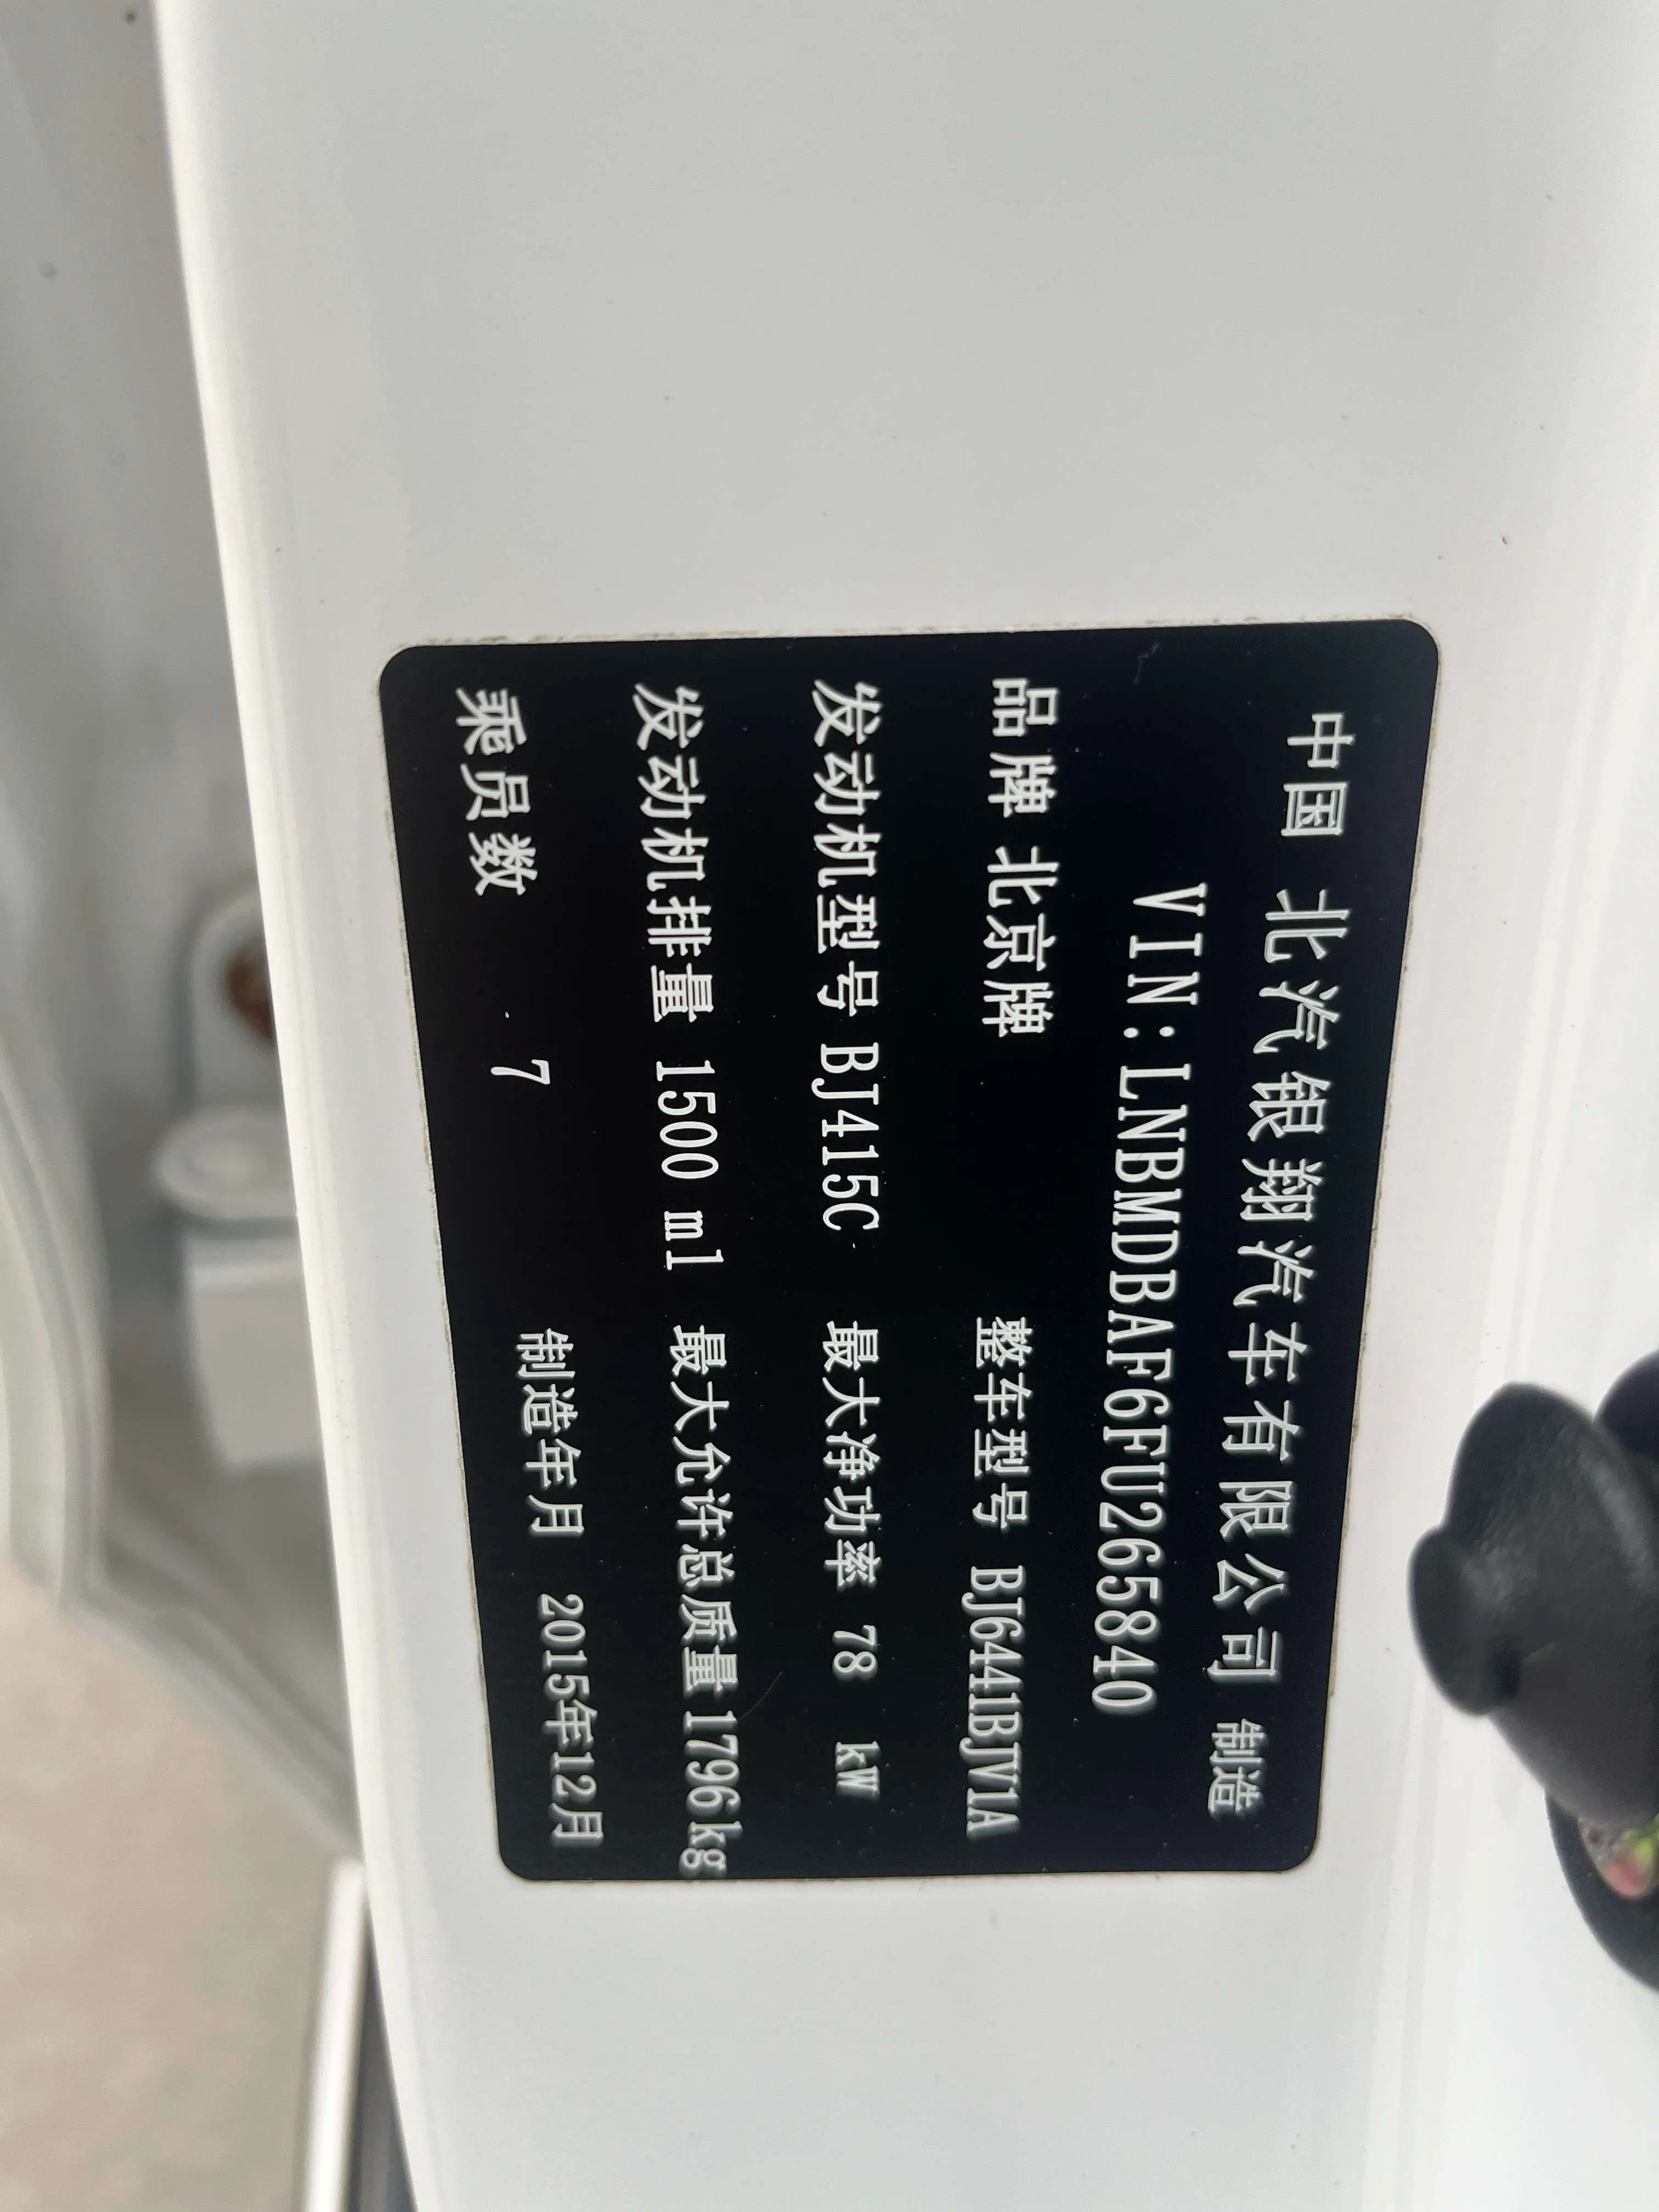 中国 北汽银翔汽车有限公司 制造
VIN:LNBMDBAF6FU265840
品牌 北京牌 整车型号 BJ6441BJV1A
发动机型号 BJ415C 最大净功率 78 kW
发动机排量 1500 ml 最大允许总质量 1796kg
乘员数 7 制造年月 2015年12月